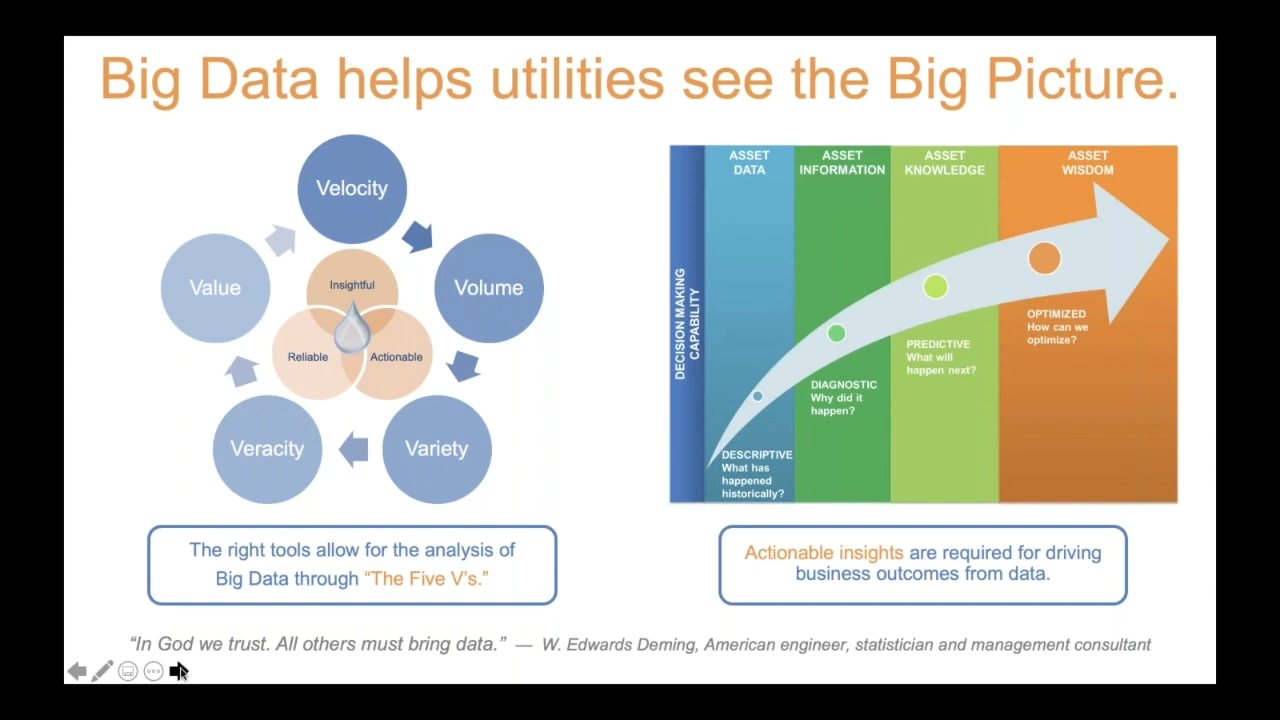 Big Data helps utilities see the Big Picture.
Velocity
Volume
Variety
Veracity
Value
Insightful
Reliable
Actionable
The right tools allow for the analysis of
Big Data through “The Five V’s.”
DECISION MAKING
CAPABILITY
ASSET
DATA
ASSET
INFORMATION
ASSET
KNOWLEDGE
ASSET
WISDOM
DESCRIPTIVE
What has
happened
historically?
DIAGNOSTIC
Why did it
happen?
PREDICTIVE
What will
happen next?
OPTIMIZED
How can we
optimize?
Actionable insights are required for driving
business outcomes from data.
“In God we trust. All others must bring data.” — W. Edwards Deming, American engineer, statistician and management consultant